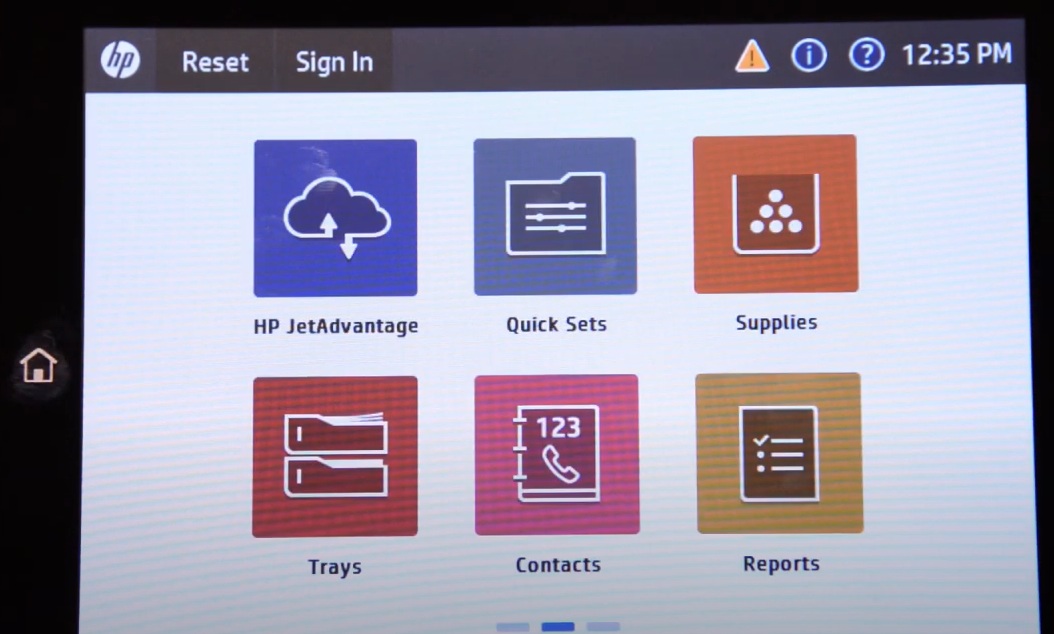 hp Reset Sign In ! i ? 12:35 PM
HP JetAdvantage Quick Sets Supplies
123
Trays Contacts Reports